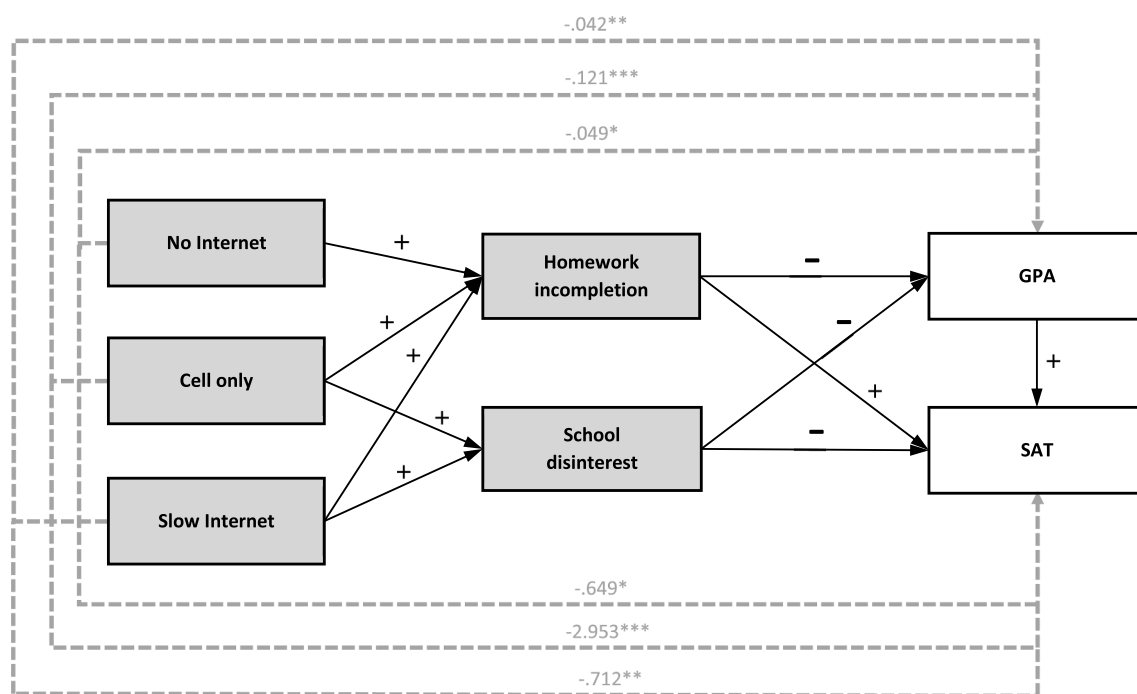 -.042**
-.121***
-.049*
No Internet
+
Homework
incompletion
-
GPA
+
-
+
+
Cell only
+
+
School
disinterest
-
SAT
+
Slow Internet
-.649*
-2.953***
-.712**